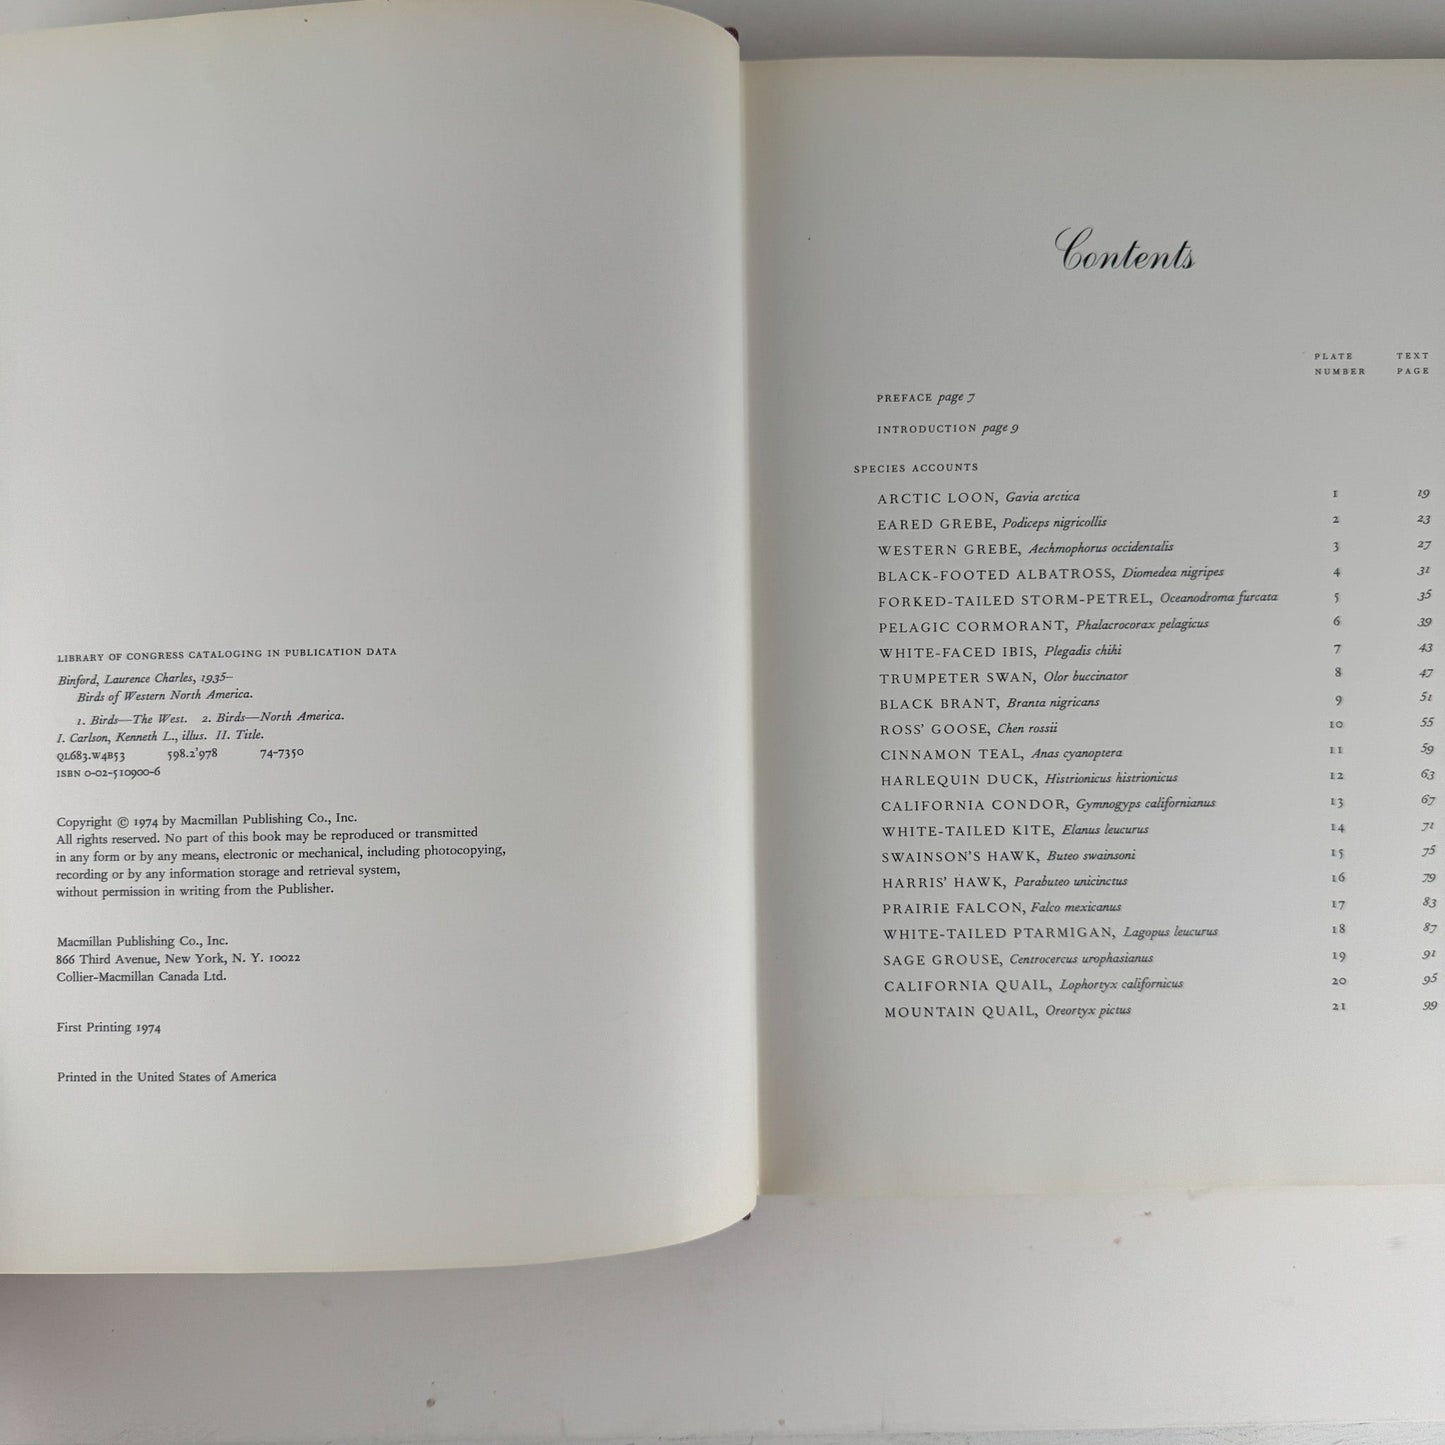 LIBRARY OF CONGRESS CATALOGING IN PUBLICATION DATA
Binford, Laurence Charles, 1935–
Birds of Western North America.
1. Birds—The West. 2. Birds—North America.
I. Carlson, Kenneth L., illus. II. Title.
QL683.W4B53 598.2'978 74-7350
ISBN 0-02-510900-6
Copyright © 1974 by Macmillan Publishing Co., Inc.
All rights reserved. No part of this book may be reproduced or transmitted
in any form or by any means, electronic or mechanical, including photocopying,
recording or by any information storage and retrieval system,
without permission in writing from the Publisher.
Macmillan Publishing Co., Inc.
866 Third Avenue, New York, N. Y. 10022
Collier-Macmillan Canada Ltd.
First Printing 1974
Printed in the United States of America
Contents
PLATE TEXT
NUMBER PAGE
PREFACE page 7
INTRODUCTION page 9
SPECIES ACCOUNTS
ARCTIC LOON, Gavia arctica 1 19
EARED GREBE, Podiceps nigricollis 2 23
WESTERN GREBE, Aechmophorus occidentalis 3 27
BLACK-FOOTED ALBATROSS, Diomedea nigripes 4 31
FORKED-TAILED STORM-PETREL, Oceanodroma furcata 5 35
PELAGIC CORMORANT, Phalacrocorax pelagicus 6 39
WHITE-FACED IBIS, Plegadis chihi 7 43
TRUMPETER SWAN, Olor buccinator 8 47
BLACK BRANT, Branta nigricans 9 51
ROSS' GOOSE, Chen rossii 10 55
CINNAMON TEAL, Anas cyanoptera 11 59
HARLEQUIN DUCK, Histrionicus histrionicus 12 63
CALIFORNIA CONDOR, Gymnogyps californianus 13 67
WHITE-TAILED KITE, Elanus leucurus 14 71
SWAINSON'S HAWK, Buteo swainsoni 15 75
HARRIS' HAWK, Parabuteo unicinctus 16 79
PRAIRIE FALCON, Falco mexicanus 17 83
WHITE-TAILED PTARMIGAN, Lagopus leucurus 18 87
SAGE GROUSE, Centrocercus urophasianus 19 91
CALIFORNIA QUAIL, Lophortyx californicus 20 95
MOUNTAIN QUAIL, Oreortyx pictus 21 99